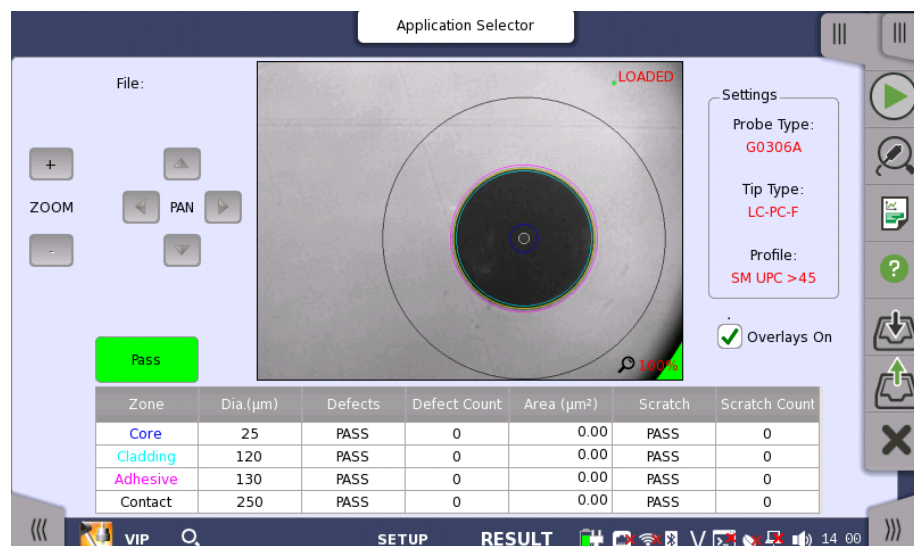 Application Selector
File:
LOADED
Settings
Probe Type:
G0306A
Tip Type:
LC-PC-F
Profile:
SM UPC >45
+
ZOOM
-
PAN
Overlays On
100%
Pass
Zone Dia.(μm) Defects Defect Count Area (μm²) Scratch Scratch Count
Core 25 PASS 0 0.00 PASS 0
Cladding 120 PASS 0 0.00 PASS 0
Adhesive 130 PASS 0 0.00 PASS 0
Contact 250 PASS 0 0.00 PASS 0
VIP SETUP RESULT V 14 00